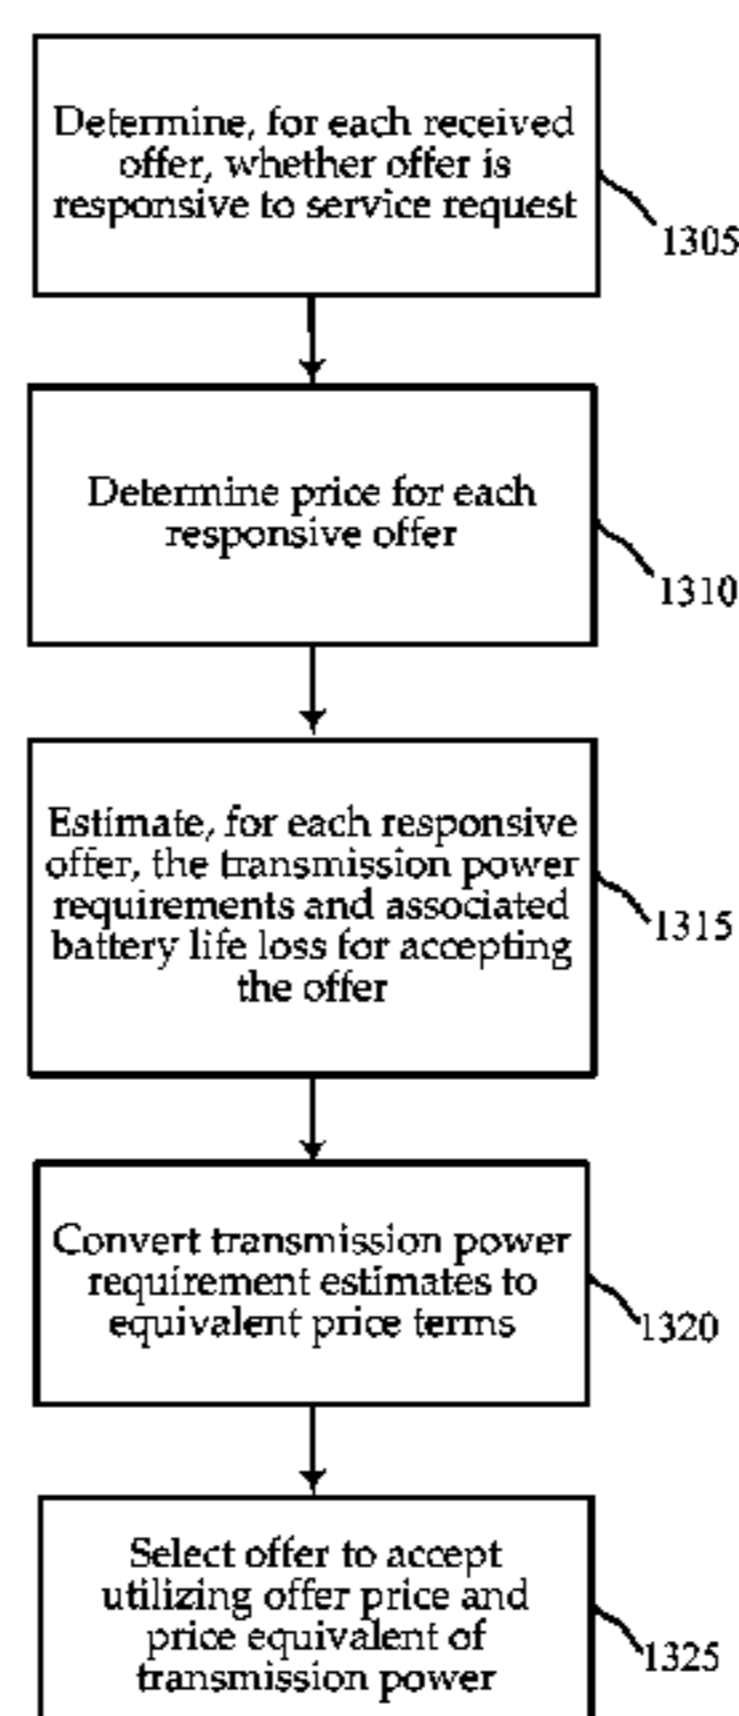 Determine, for each received
offer, whether offer is
responsive to service request
1305
Determine price for each
responsive offer
1310
Estimate, for each responsive
offer, the transmission power
requirements and associated
battery life loss for accepting
the offer
1315
Convert transmission power
requirement estimates to
equivalent price terms
1320
Select offer to accept
utilizing offer price and
price equivalent of
transmission power
1325